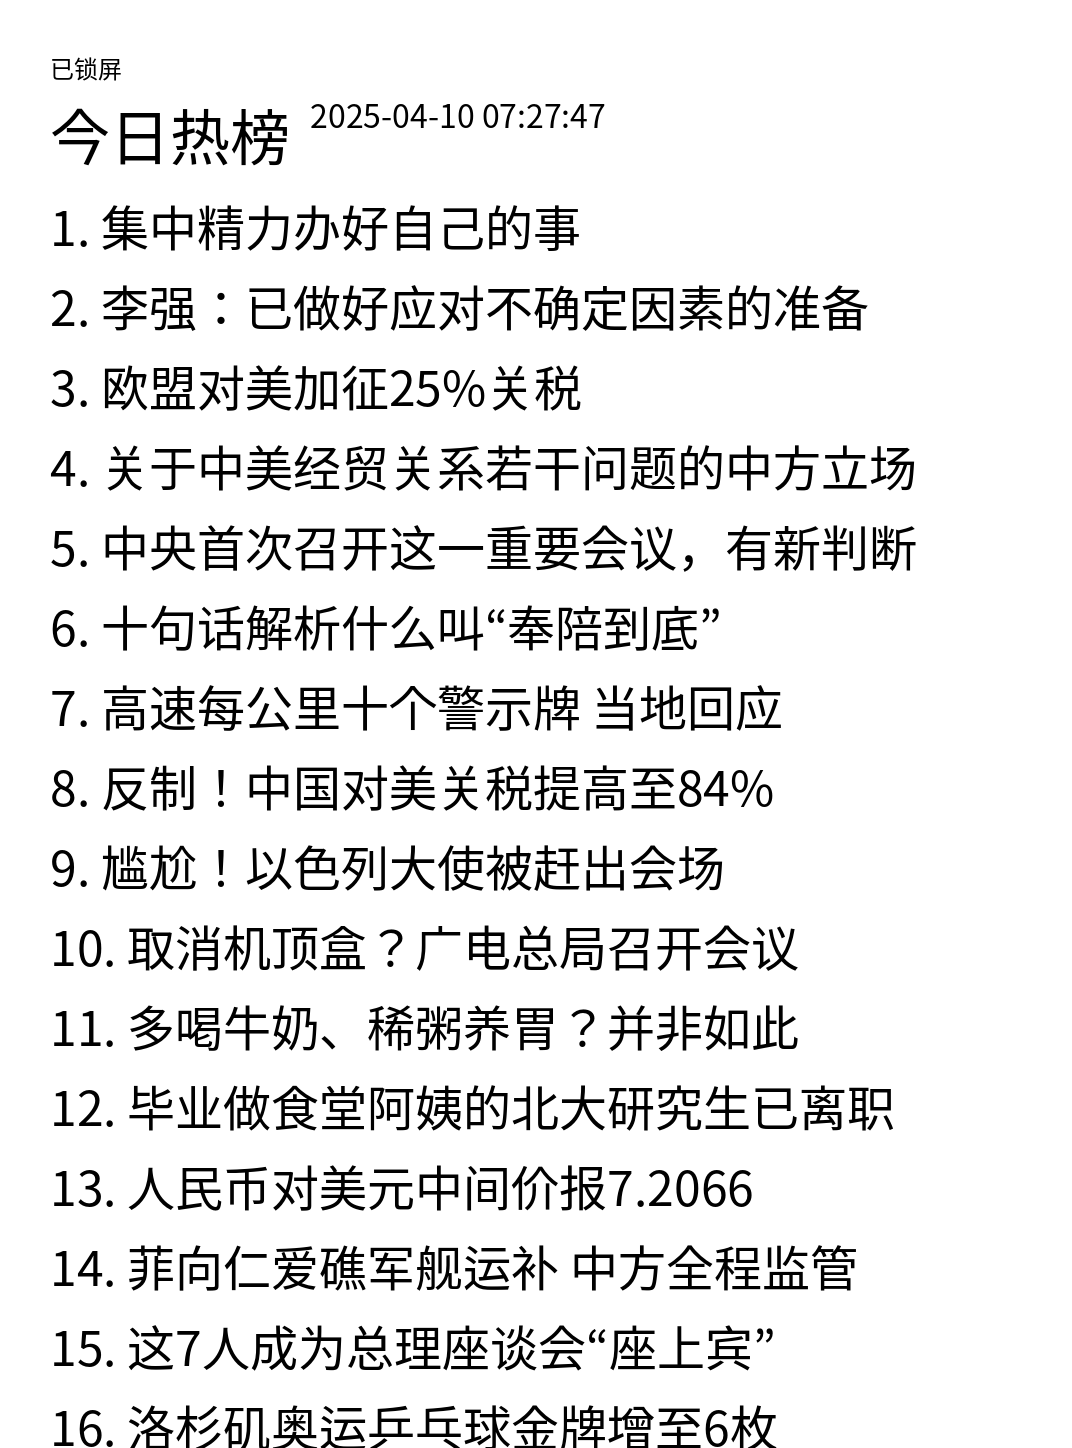 已锁屏
今日热榜 2025-04-10 07:27:47
1. 集中精力办好自己的事
2. 李强：已做好应对不确定因素的准备
3. 欧盟对美加征25%关税
4. 关于中美经贸关系若干问题的中方立场
5. 中央首次召开这一重要会议，有新判断
6. 十句话解析什么叫“奉陪到底”
7. 高速每公里十个警示牌 当地回应
8. 反制！中国对美关税提高至84%
9. 尴尬！以色列大使被赶出会场
10. 取消机顶盒？广电总局召开会议
11. 多喝牛奶、稀粥养胃？并非如此
12. 毕业做食堂阿姨的北大研究生已离职
13. 人民币对美元中间价报7.2066
14. 菲向仁爱礁军舰运补 中方全程监管
15. 这7人成为总理座谈会“座上宾”
16. 洛杉矶奥运乒乓球金牌增至6枚